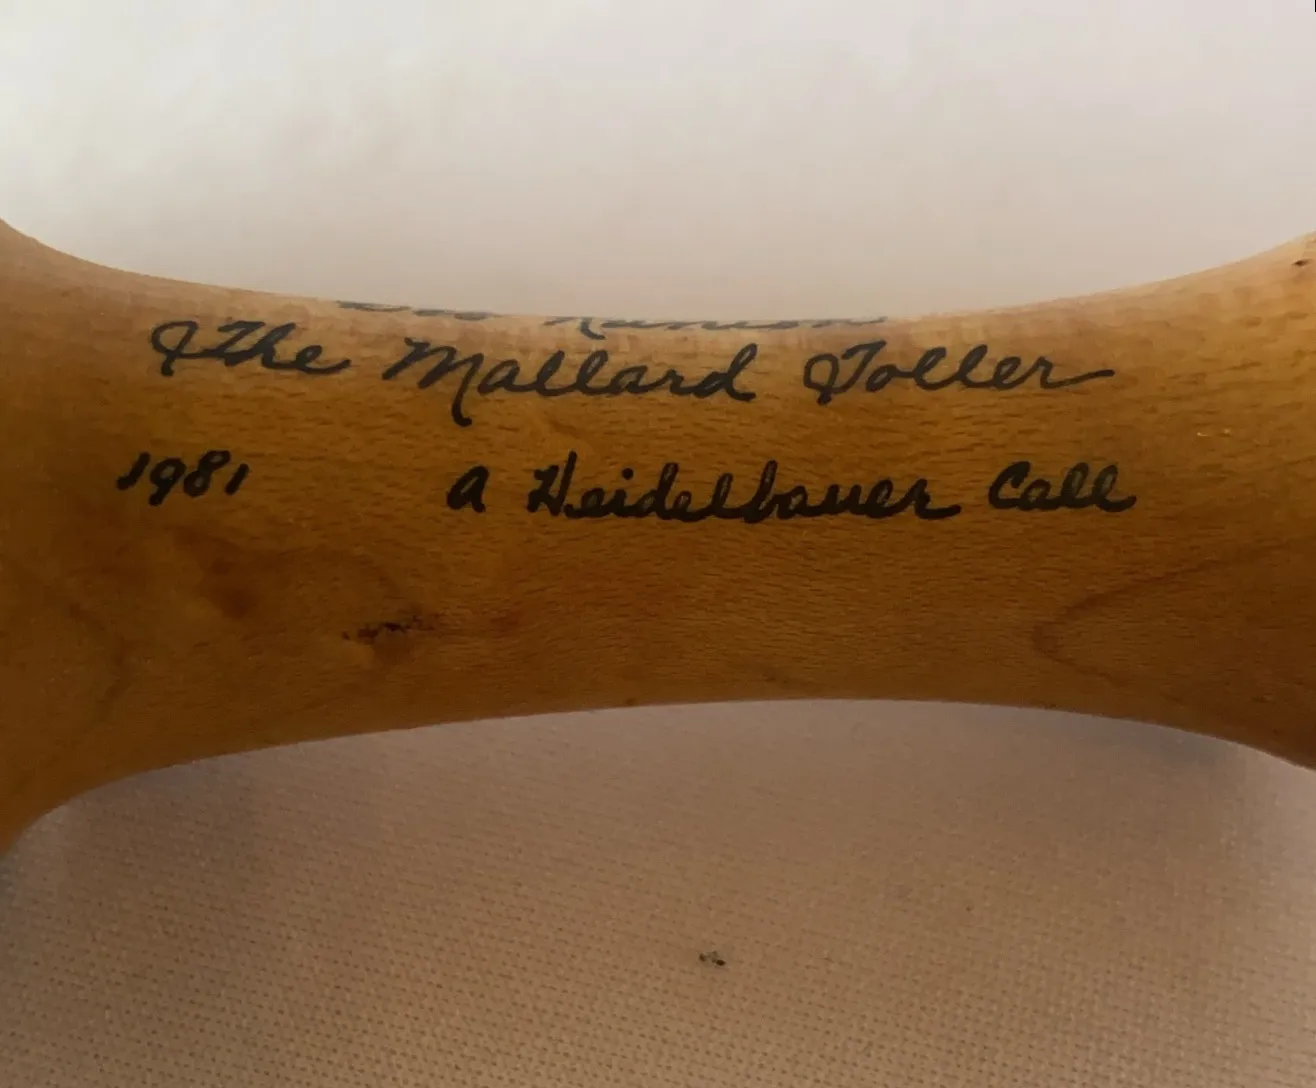 The Mallard Toller
1981 A Heidelbauer Call